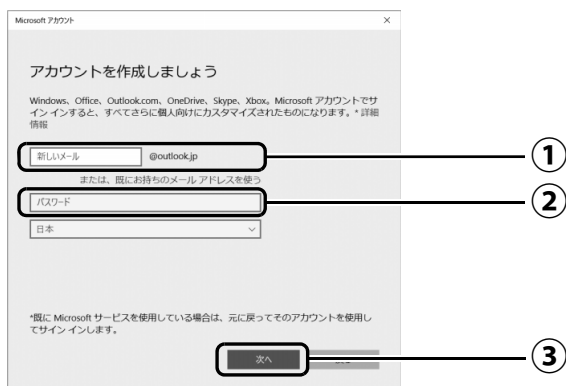 Microsoft アカウント
アカウントを作成しましょう
Windows、Office、Outlook.com、OneDrive、Skype、Xbox。Microsoft アカウントでサ
イン インすると、すべてさらに個人向けにカスタマイズされたものになります。* 詳細
情報
新しいメール @outlook.jp
①
または、既にお持ちのメール アドレスを使う
パスワード
②
日本
*既に Microsoft サービスを使用している場合は、元に戻ってそのアカウントを使用し
てサイン インします。
次へ
③